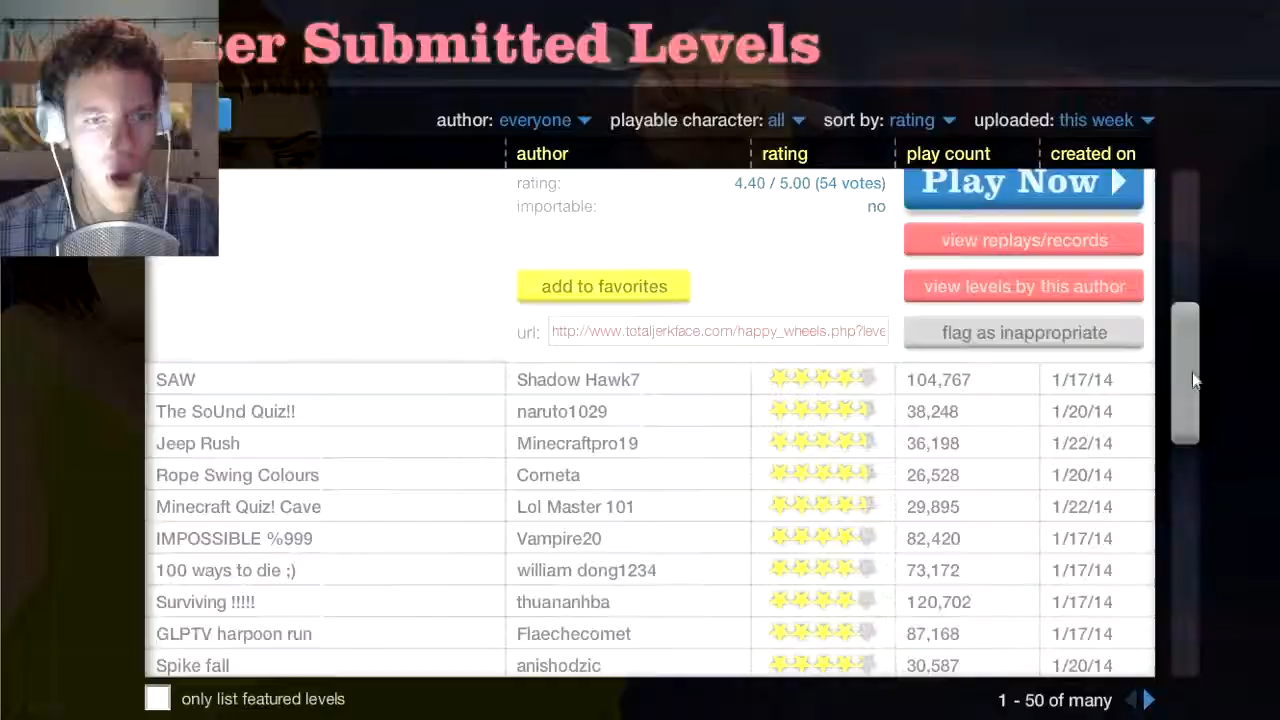 er Submitted Levels
author: everyone playable character: all sort by: rating uploaded: this week
author rating play count created on
rating: 4.40 / 5.00 (54 votes) Play Now
importable: no
view replays/records
add to favorites view levels by this author
url: http://www.totaljerkface.com/happy_wheels.php?leve flag as inappropriate
SAW Shadow Hawk7 104,767 1/17/14
The SoUnd Quiz!! naruto1029 38,248 1/20/14
Jeep Rush Minecraftpro19 36,198 1/22/14
Rope Swing Colours Corneta 26,528 1/20/14
Minecraft Quiz! Cave Lol Master 101 29,895 1/22/14
IMPOSSIBLE %999 Vampire20 82,420 1/17/14
100 ways to die ;) william dong1234 73,172 1/17/14
Surviving !!!!! thuananhba 120,702 1/17/14
GLPTV harpoon run Flaechecomet 87,168 1/17/14
Spike fall anishodzic 30,587 1/20/14
only list featured levels 1 - 50 of many